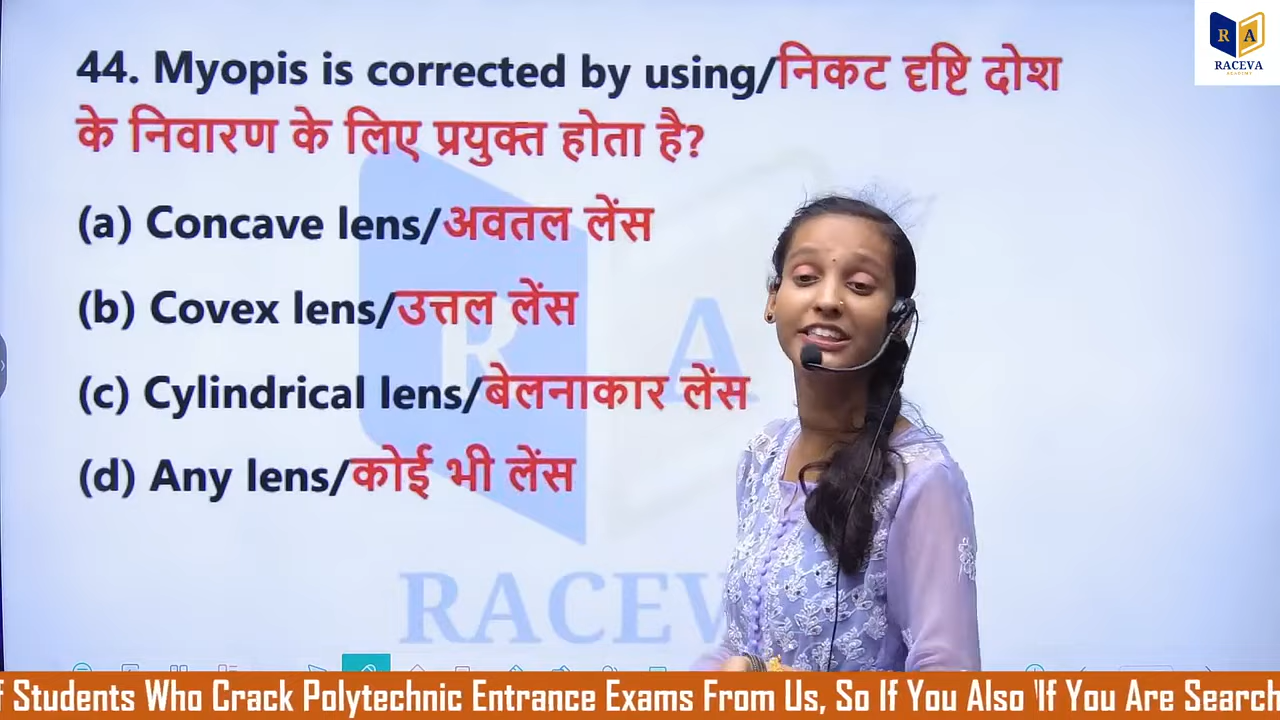 RA
RACEVA
ACADEMY
44. Myopis is corrected by using/निकट दृष्टि दोश
के निवारण के लिए प्रयुक्त होता है?
(a) Concave lens/अवतल लेंस
(b) Covex lens/उत्तल लेंस
(c) Cylindrical lens/बेलनाकार लेंस
(d) Any lens/कोई भी लेंस
R A
RACEV
f Students Who Crack Polytechnic Entrance Exams From Us, So If You Also 'If You Are Search